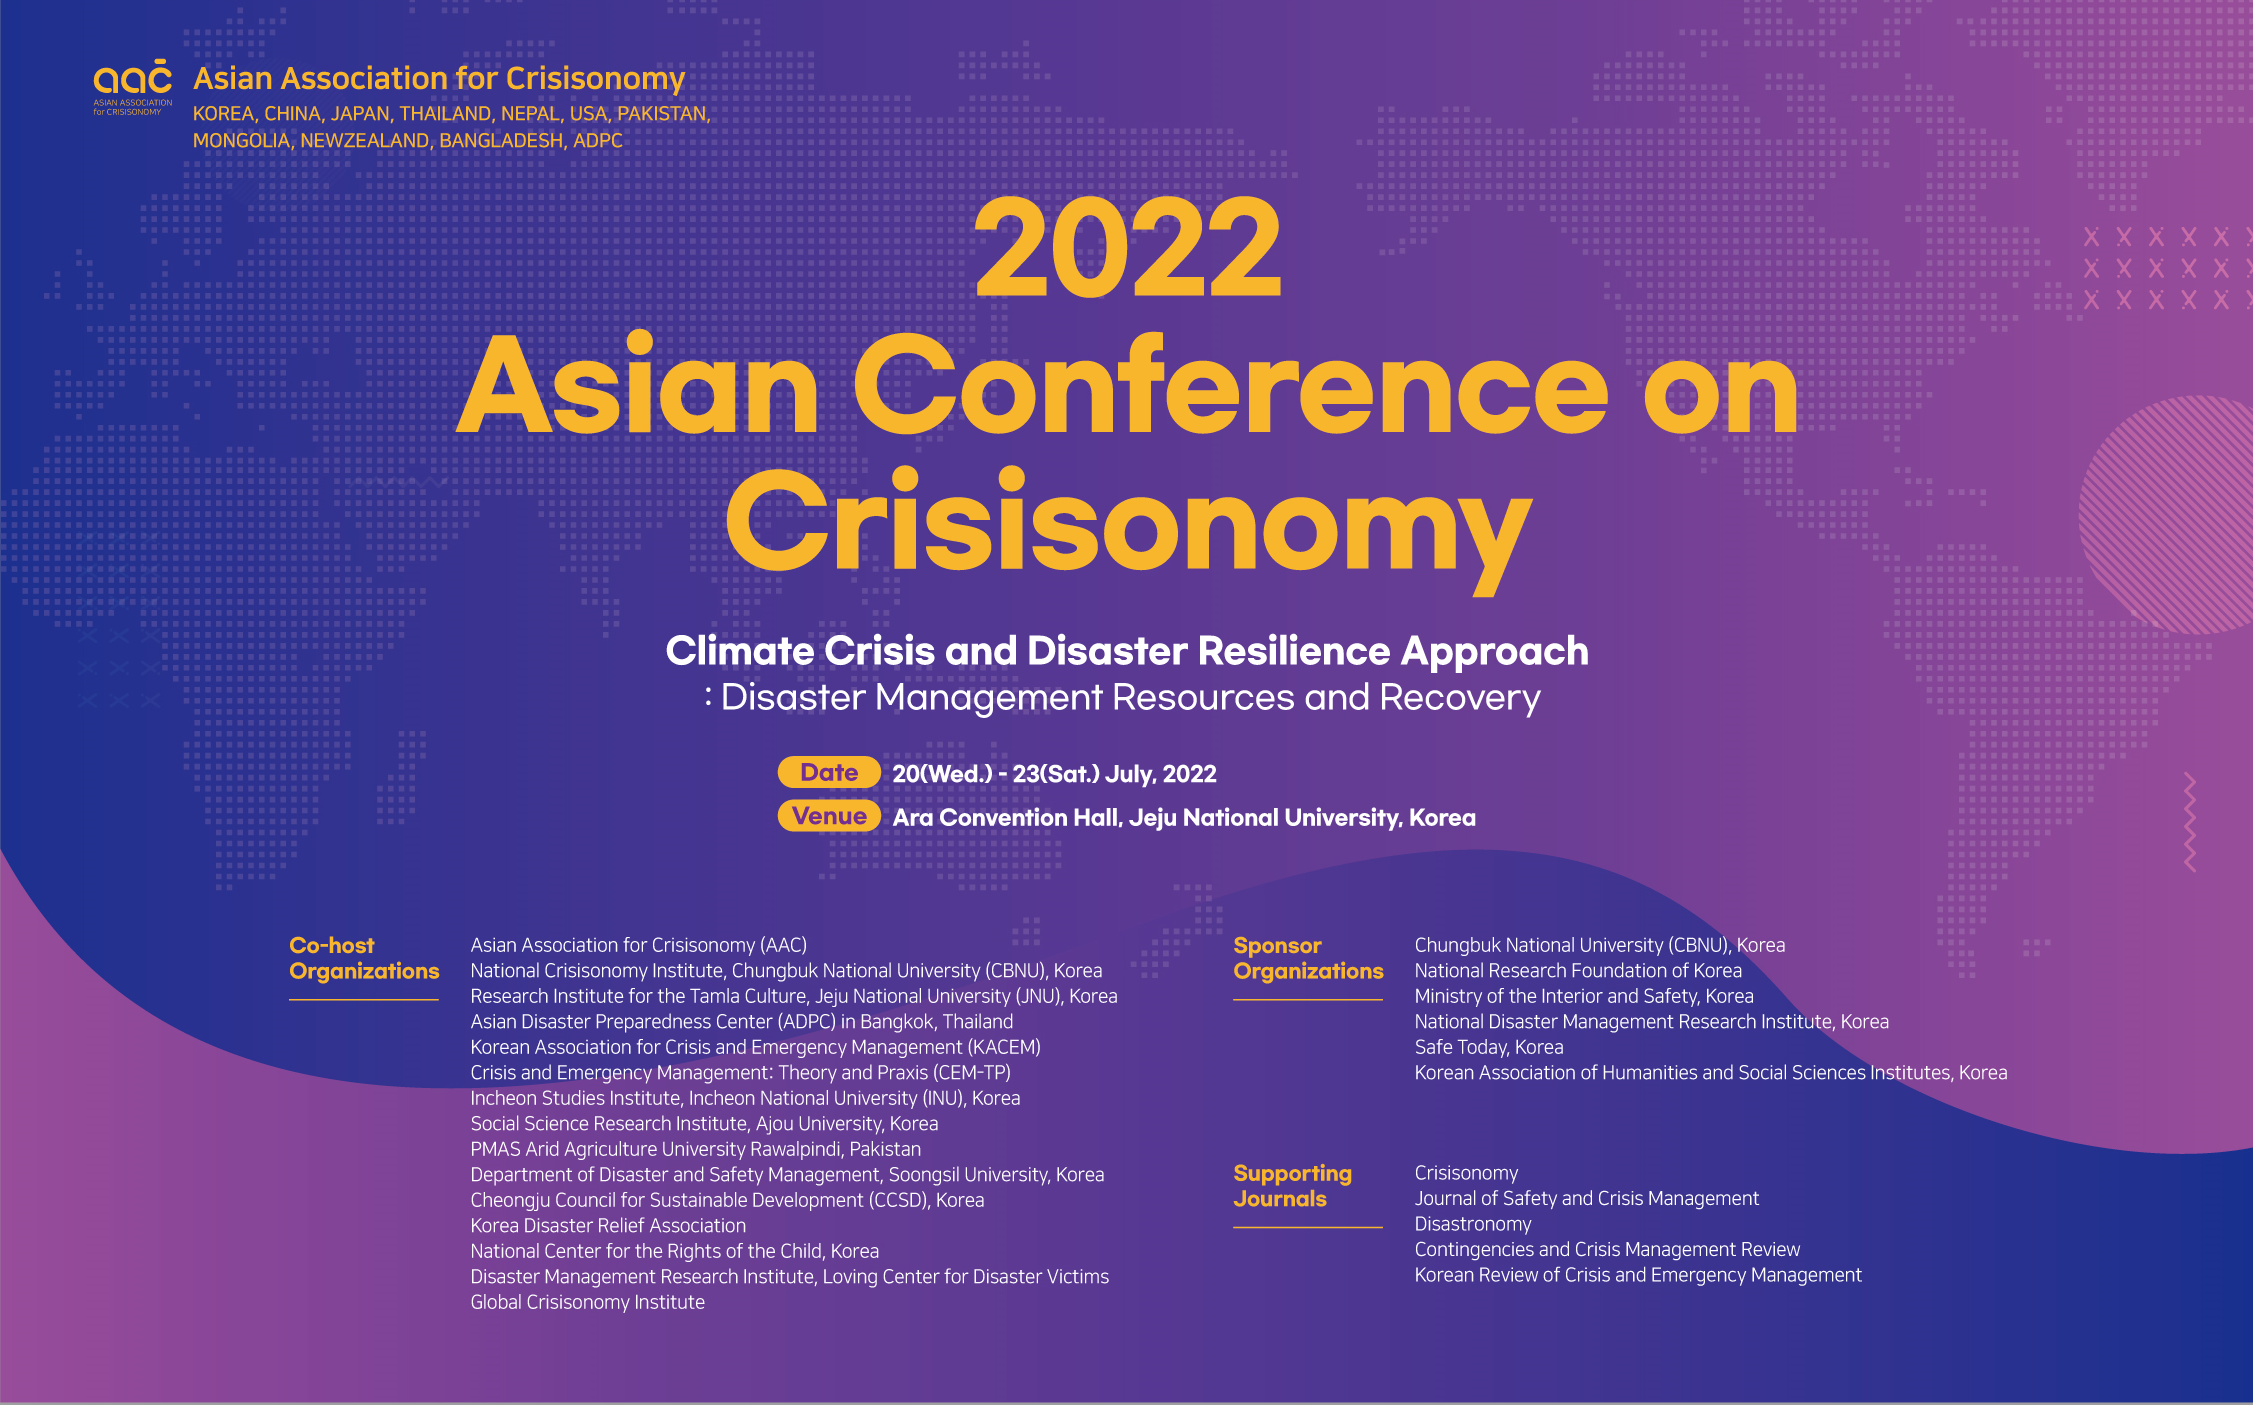 aac
ASIAN ASSOCIATION
for CRISISONOMY
Asian Association for Crisisonomy
KOREA, CHINA, JAPAN, THAILAND, NEPAL, USA, PAKISTAN,
MONGOLIA, NEWZEALAND, BANGLADESH, ADPC
2022
Asian Conference on
Crisisonomy
Climate Crisis and Disaster Resilience Approach
: Disaster Management Resources and Recovery
Date 20(Wed.) - 23(Sat.) July, 2022
Venue Ara Convention Hall, Jeju National University, Korea
Co-host
Organizations
Asian Association for Crisisonomy (AAC)
National Crisisonomy Institute, Chungbuk National University (CBNU), Korea
Research Institute for the Tamla Culture, Jeju National University (JNU), Korea
Asian Disaster Preparedness Center (ADPC) in Bangkok, Thailand
Korean Association for Crisis and Emergency Management (KACEM)
Crisis and Emergency Management: Theory and Praxis (CEM-TP)
Incheon Studies Institute, Incheon National University (INU), Korea
Social Science Research Institute, Ajou University, Korea
PMAS Arid Agriculture University Rawalpindi, Pakistan
Department of Disaster and Safety Management, Soongsil University, Korea
Cheongju Council for Sustainable Development (CCSD), Korea
Korea Disaster Relief Association
National Center for the Rights of the Child, Korea
Disaster Management Research Institute, Loving Center for Disaster Victims
Global Crisisonomy Institute
Sponsor
Organizations
Chungbuk National University (CBNU), Korea
National Research Foundation of Korea
Ministry of the Interior and Safety, Korea
National Disaster Management Research Institute, Korea
Safe Today, Korea
Korean Association of Humanities and Social Sciences Institutes, Korea
Supporting
Journals
Crisisonomy
Journal of Safety and Crisis Management
Disastronomy
Contingencies and Crisis Management Review
Korean Review of Crisis and Emergency Management